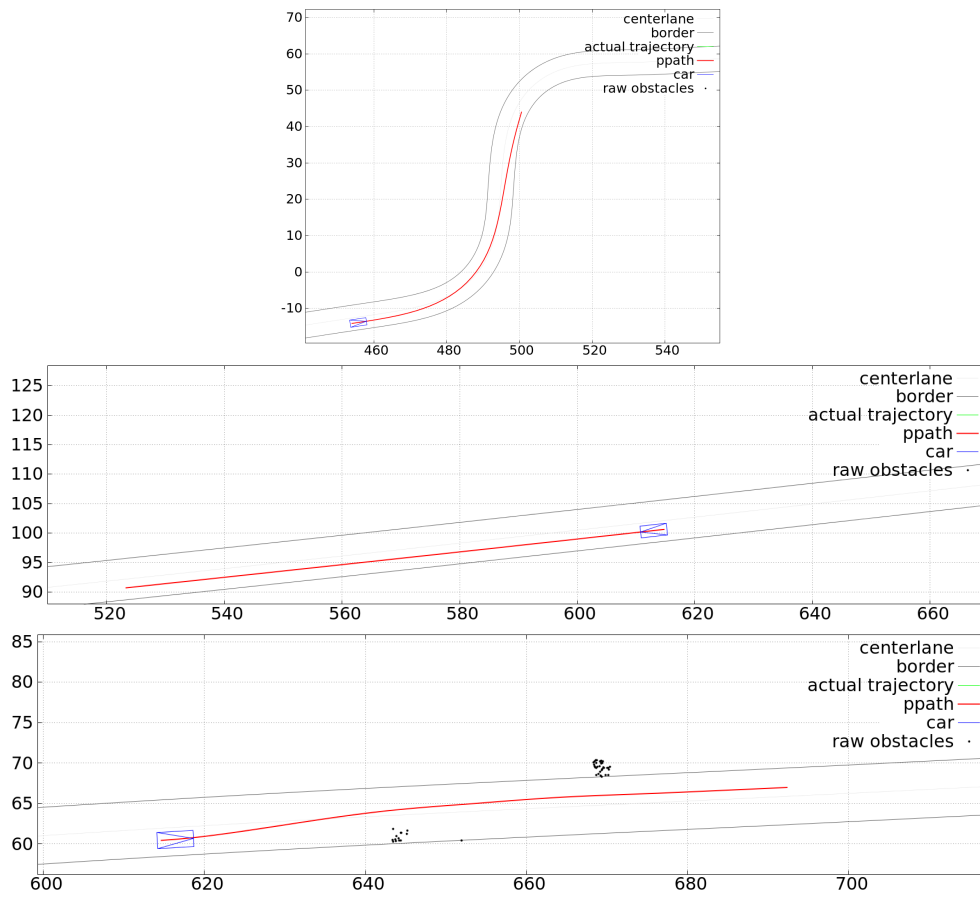 70
centerlane
border
60
actual trajectory
ppath
50
car
raw obstacles
40
30
20
10
0
-10
460 480 500 520 540
125
centerlane
120
border
115
actual trajectory
ppath
110
car
105
raw obstacles
100
95
90
520 540 560 580 600 620 640 660
85
centerlane
80
border
actual trajectory
75
ppath
car
70
raw obstacles
65
60
600 620 640 660 680 700